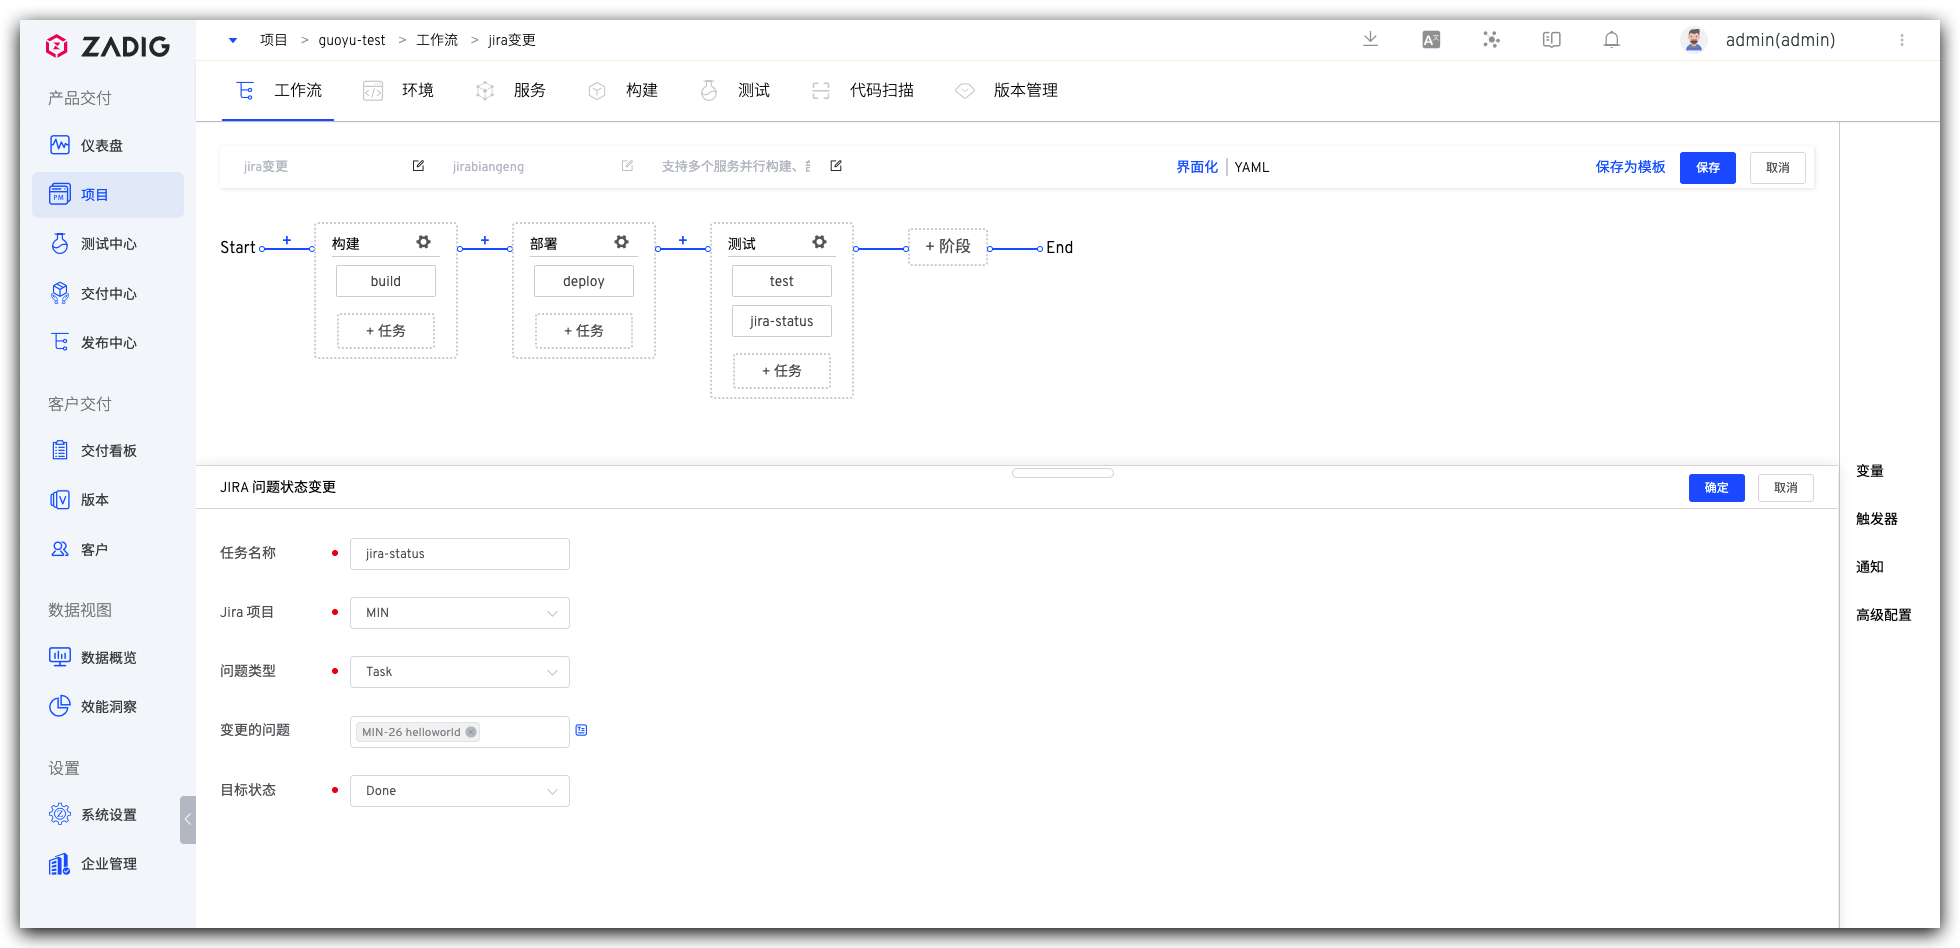 ZADIG
产品交付
仪表盘
项目
测试中心
交付中心
发布中心
客户交付
交付看板
版本
客户
数据视图
数据概览
效能洞察
设置
系统设置
企业管理
项目 > guoyu-test > 工作流 > jira变更
admin(admin)
工作流 环境 服务 构建 测试 代码扫描 版本管理
jira变更 jirabiangeng 支持多个服务并行构建、 界面化 | YAML 保存为模板 保存 取消
Start 构建 部署 测试 + 阶段 End
build deploy test
jira-status
+ 任务 + 任务 + 任务
JIRA 问题状态变更 确定 取消
任务名称 jira-status
Jira 项目 MIN
问题类型 Task
变更的问题 MIN-26 helloworld
目标状态 Done
变量
触发器
通知
高级配置